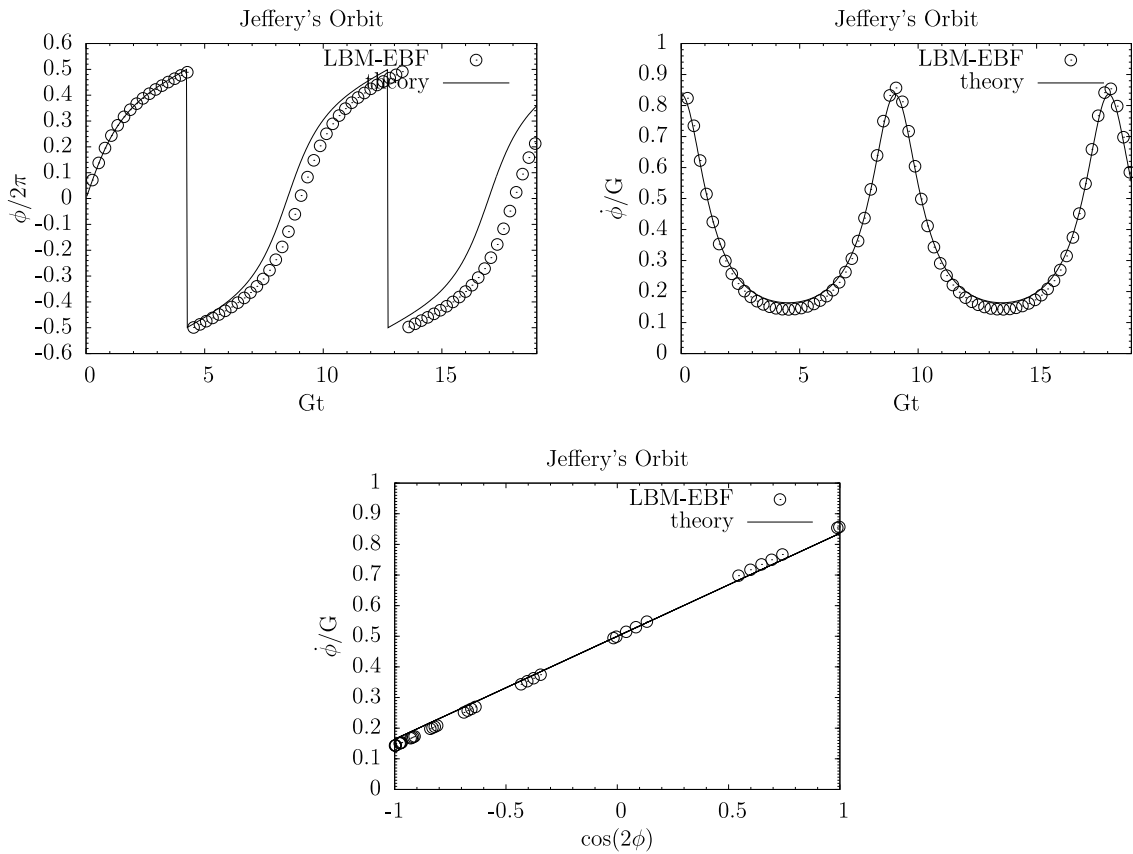 Jeffery's Orbit
LBM-EBF
theory
0.6
0.5
0.4
0.3
0.2
0.1
0
-0.1
-0.2
-0.3
-0.4
-0.5
-0.6
ϕ/2π
0 5 10 15
Gt
Jeffery's Orbit
LBM-EBF
theory
1
0.9
0.8
0.7
0.6
0.5
0.4
0.3
0.2
0.1
0
ϕ̇/G
0 5 10 15
Gt
Jeffery's Orbit
LBM-EBF
theory
1
0.9
0.8
0.7
0.6
0.5
0.4
0.3
0.2
0.1
0
ϕ̇/G
-1 -0.5 0 0.5 1
cos(2ϕ)